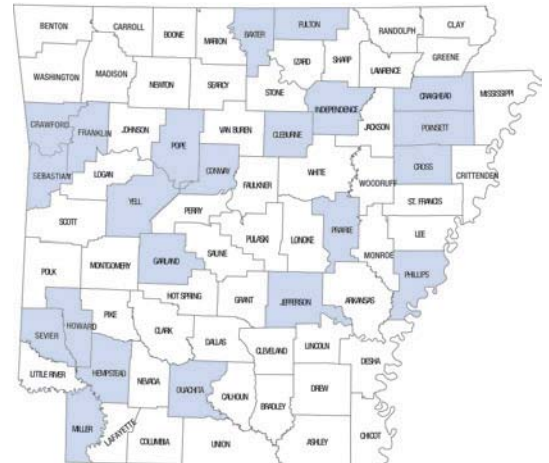 BENTON
CARROLL
BOONE
MARION
BAXTER
FULTON
RANDOLPH
CLAY
IZARD
SHARP
GREENE
LAWRENCE
WASHINGTON
MADISON
NEWTON
SEARCY
STONE
INDEPENDENCE
CRAIGHEAD
MISSISSIPPI
CRAWFORD
FRANKLIN
JOHNSON
POPE
VAN BUREN
CLEBURNE
JACKSON
POINSETT
SEBASTIAN
LOGAN
CONWAY
FAULKNER
WHITE
WOODRUFF
CROSS
CRITTENDEN
YELL
PERRY
ST. FRANCIS
SCOTT
PULASKI
LONOKE
PRAIRIE
MONROE
LEE
POLK
MONTGOMERY
GARLAND
SALINE
PHILLIPS
HOT SPRING
GRANT
JEFFERSON
ARKANSAS
SEVIER
HOWARD
PIKE
CLARK
DALLAS
CLEVELAND
LINCOLN
DESHA
LITTLE RIVER
HEMPSTEAD
NEVADA
OUACHITA
CALHOUN
BRADLEY
DREW
MILLER
LAFAYETTE
COLUMBIA
UNION
ASHLEY
CHICOT